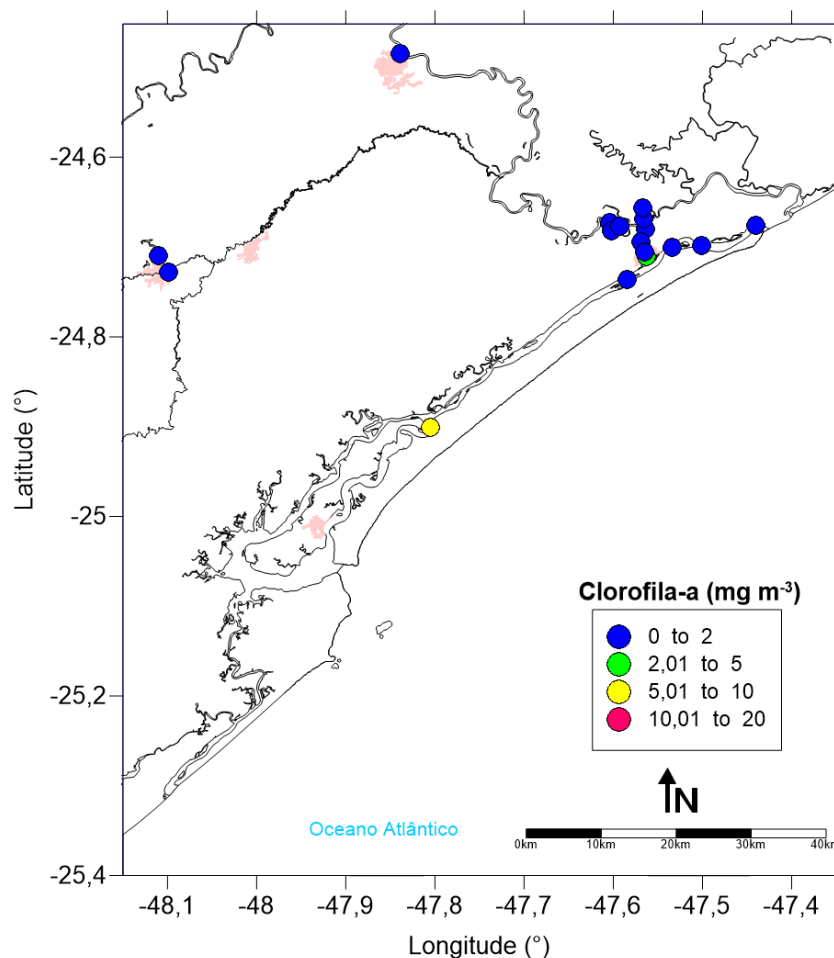 -24,6
-24,8
-25
-25,2
-25,4
Latitude (°)
Clorofila-a (mg m-3)
0 to 2
2,01 to 5
5,01 to 10
10,01 to 20
N
Oceano Atlântico
0km 10km 20km 30km 40km
-48,1 -48 -47,9 -47,8 -47,7 -47,6 -47,5 -47,4
Longitude (°)